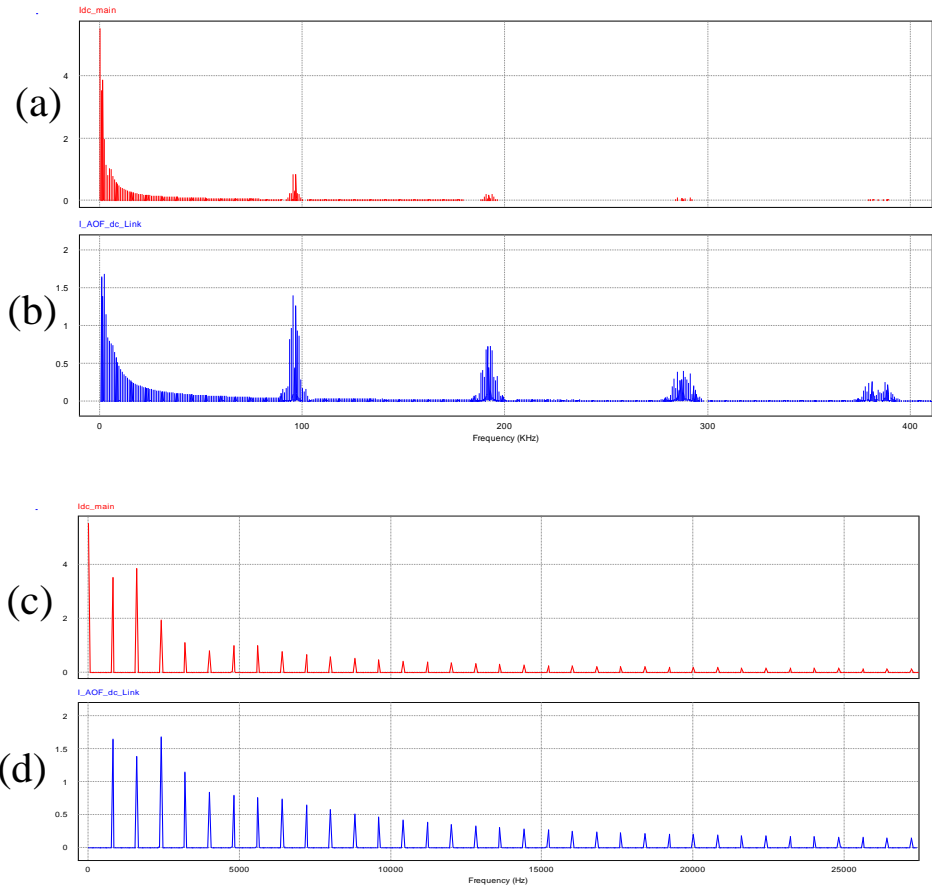 Idc_main
(a)
4
2
0
I_AOF_dc_Link
(b)
2
1.5
1
0.5
0
0 100 200 300 400
Frequency (KHz)
Idc_main
(c)
4
2
0
I_AOF_dc_Link
(d)
2
1.5
1
0.5
0
0 5000 10000 15000 20000 25000
Frequency (Hz)